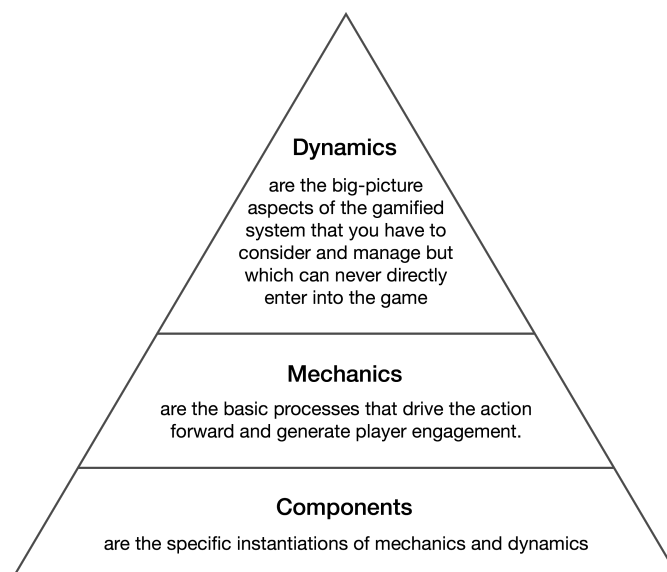 Dynamics
are the big-picture
aspects of the gamified
system that you have to
consider and manage but
which can never directly
enter into the game
Mechanics
are the basic processes that drive the action
forward and generate player engagement.
Components
are the specific instantiations of mechanics and dynamics